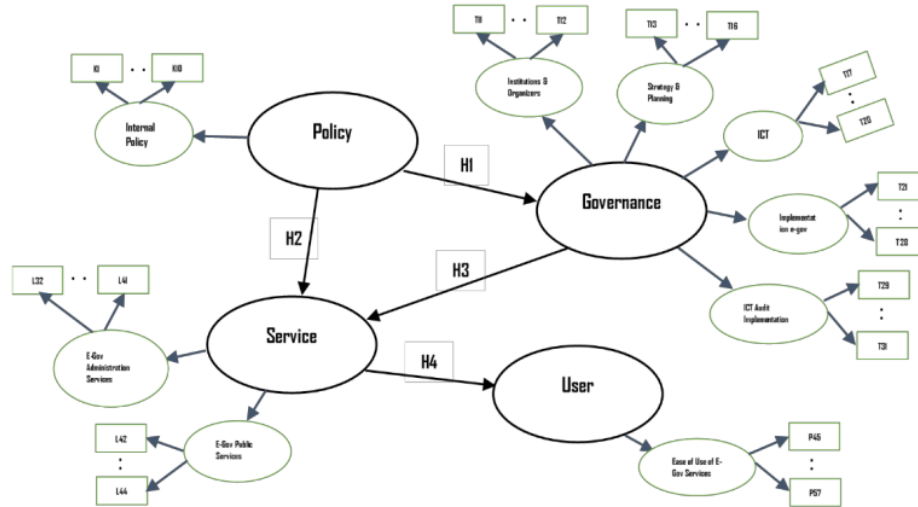 T11
T12
T13
T16
K1
K10
T17
Institutions &
Organizers
Strategy &
Planning
T20
Internal
Policy
Policy
ICT
H1
T21
Governance
Implementat
ion e-gov
T28
H2
H3
L32
L41
T29
ICT Audit
Implementation
Service
T31
E-Gov
Administration
Services
H4
User
L42
E-Gov Public
Services
P45
Ease of Use of E-
Gov Services
L44
P57